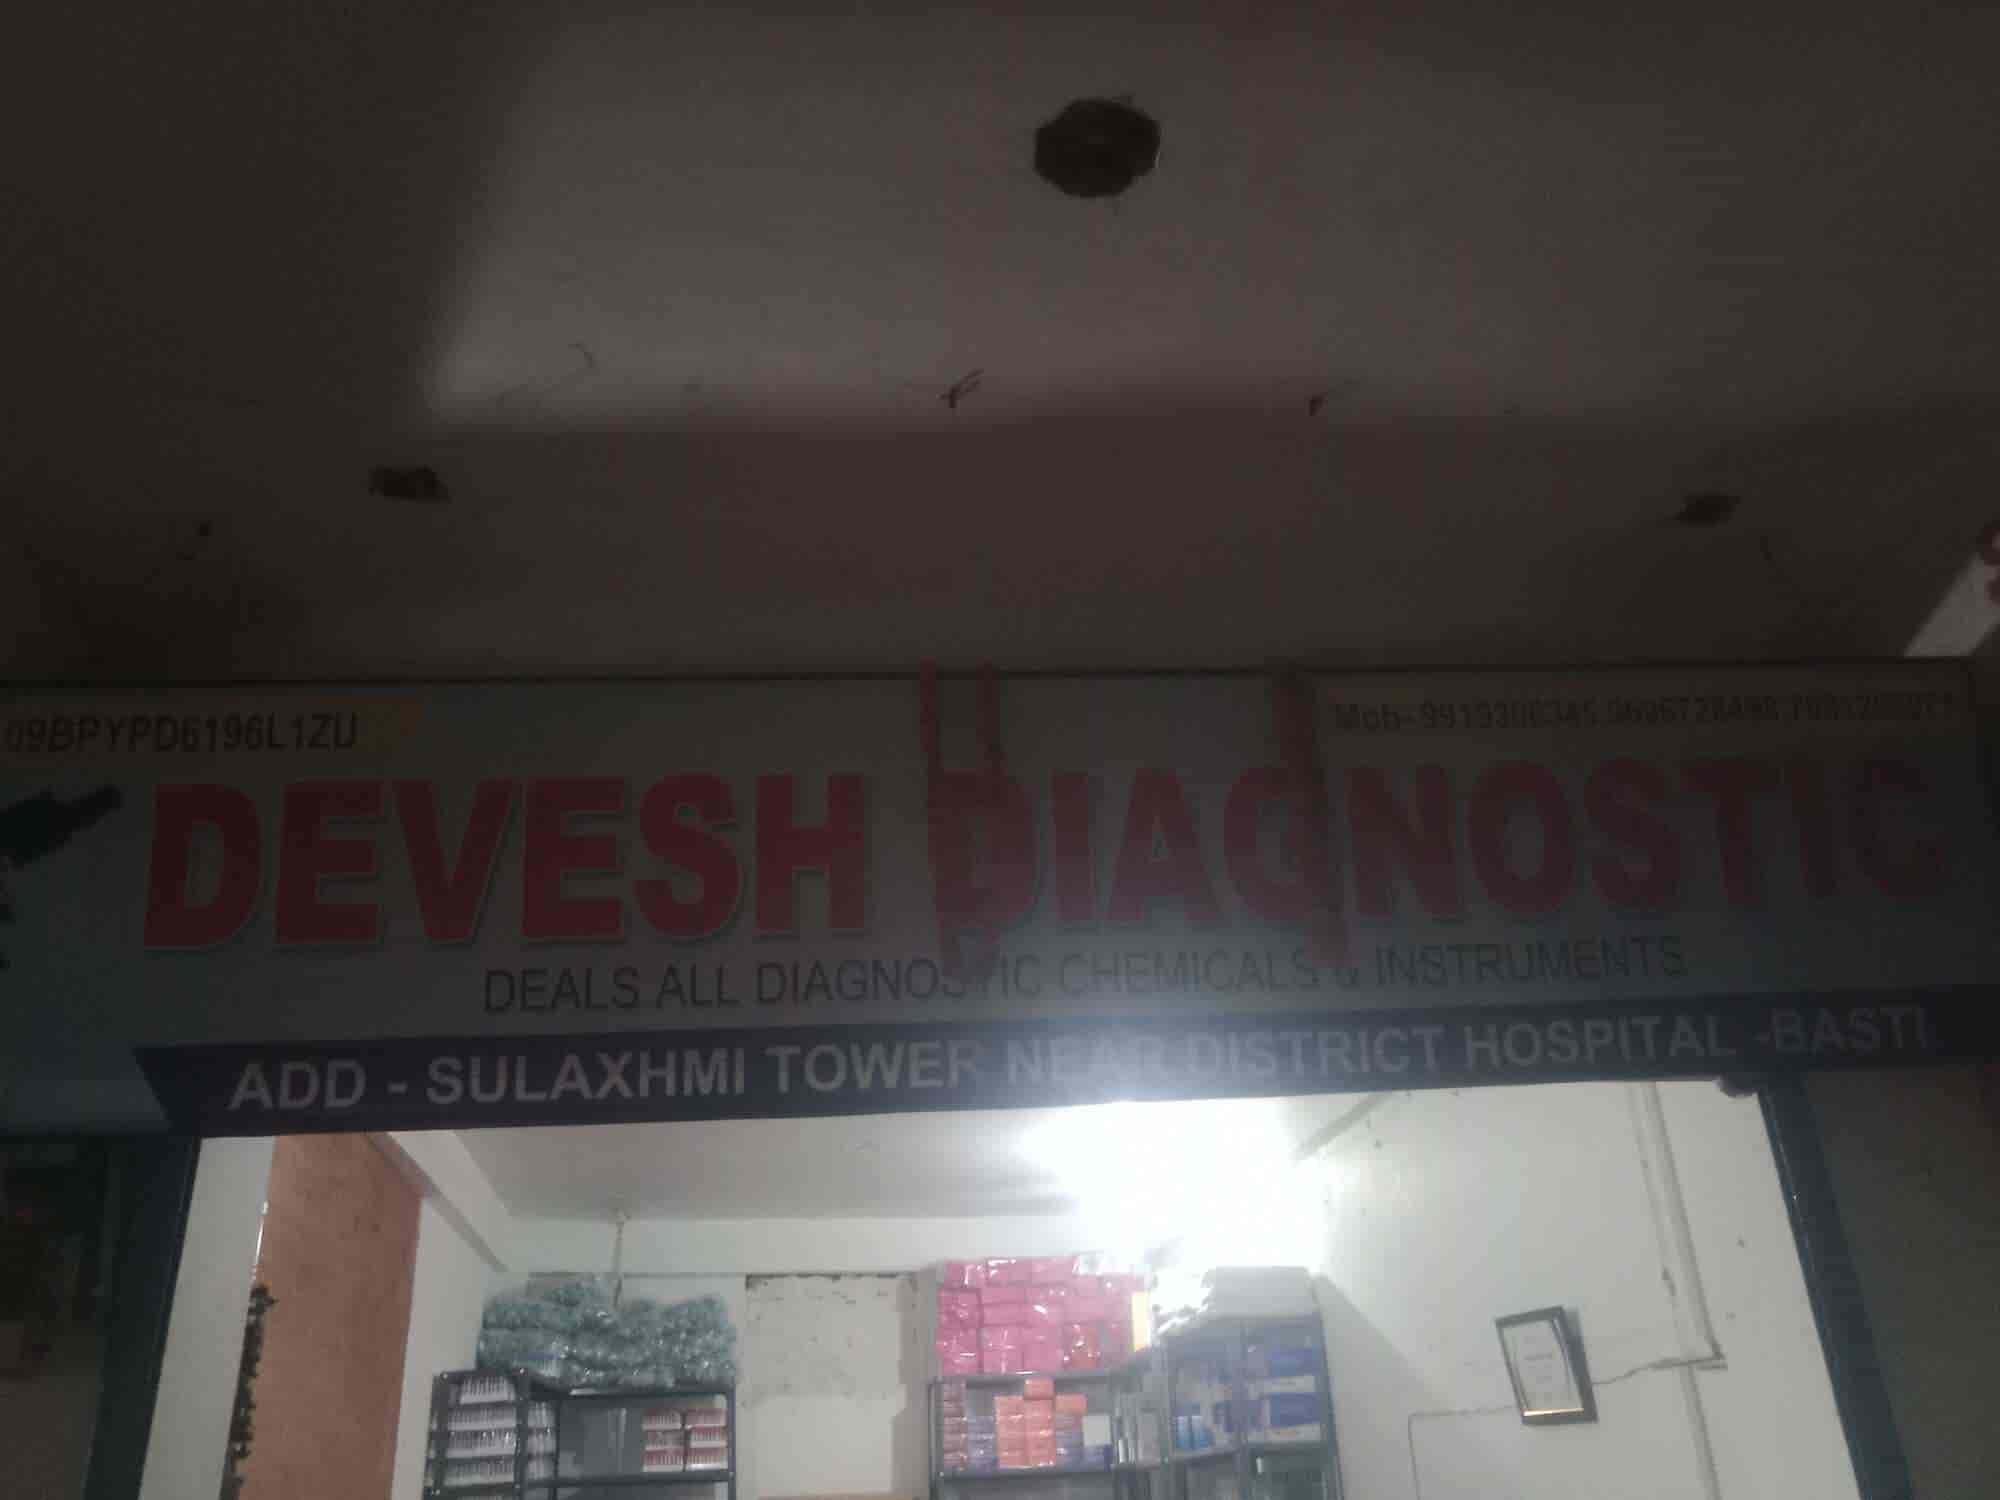 09BPYPD6196L1ZU
Mob-
DEVESH DIAGNOSTIC
DEALS ALL DIAGNOSTIC CHEMICALS & INSTRUMENTS
ADD - SULAXHMI TOWER NEAR DISTRICT HOSPITAL -BASTI